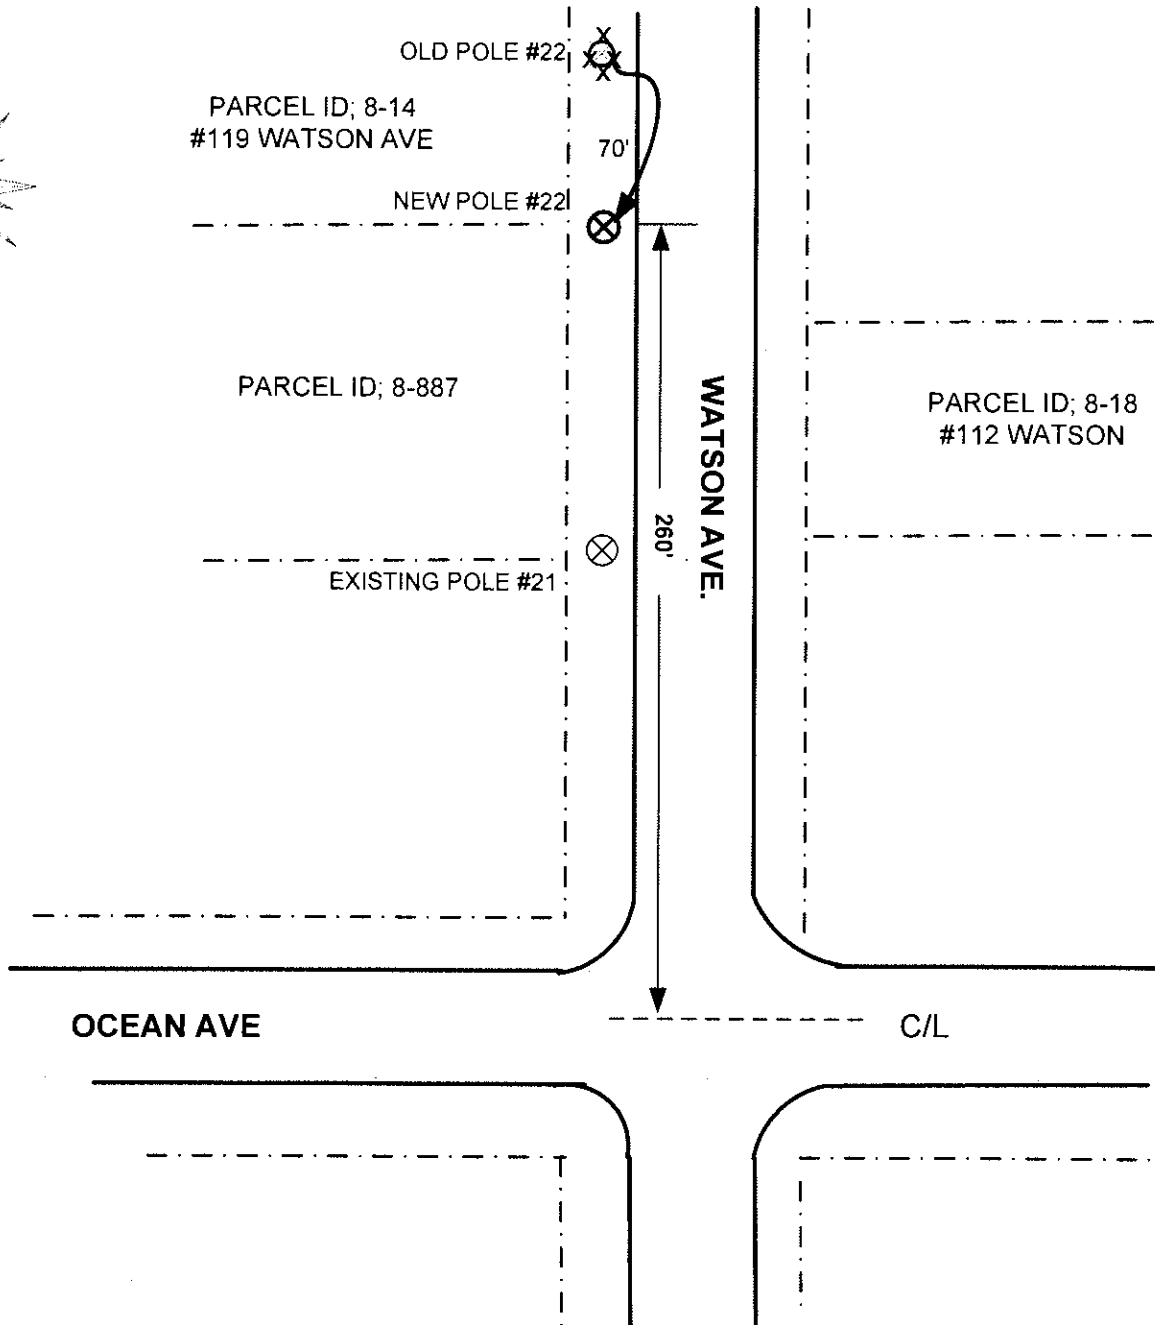 OLD POLE #22
PARCEL ID; 8-14
#119 WATSON AVE
70'
NEW POLE #22
PARCEL ID; 8-887
WATSON AVE.
PARCEL ID; 8-18
#112 WATSON
260'
EXISTING POLE #21
OCEAN AVE
C/L